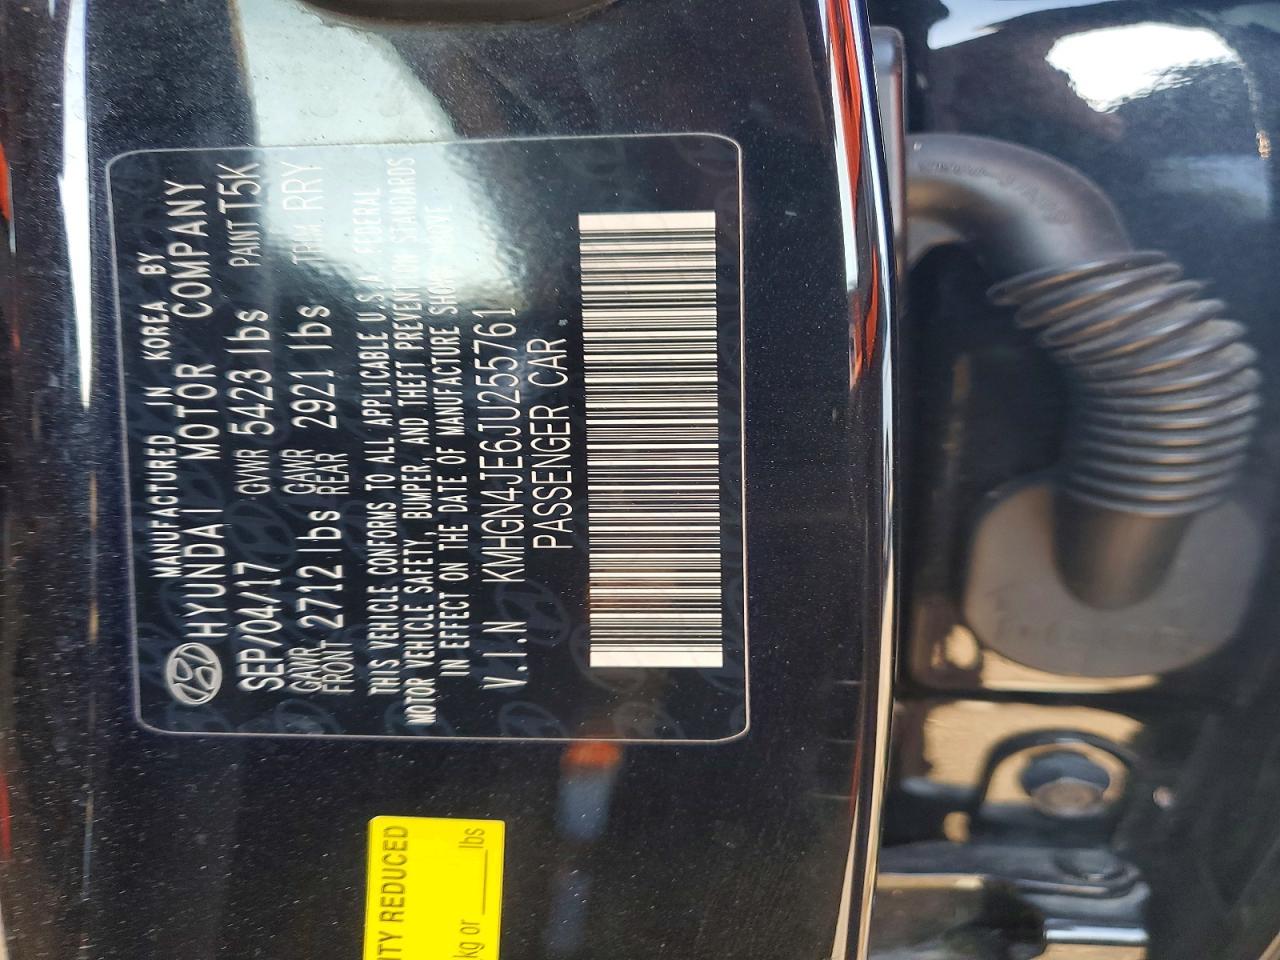 MANUFACTURED IN KOREA BY
HYUNDAI MOTOR COMPANY
SEP/04/17 GVWR 5423 lbs PAINT T5K
GAWR FRONT 2712 lbs GAWR REAR 2921 lbs TRIM RRY
THIS VEHICLE CONFORMS TO ALL APPLICABLE U.S.A FEDERAL
MOTOR VEHICLE SAFETY, BUMPER, AND THEFT PREVENTION STANDARDS
IN EFFECT ON THE DATE OF MANUFACTURE SHOWN ABOVE
V.I.N KMHGN4JE6JU255761
PASSENGER CAR
ITY REDUCED
kg or ____lbs